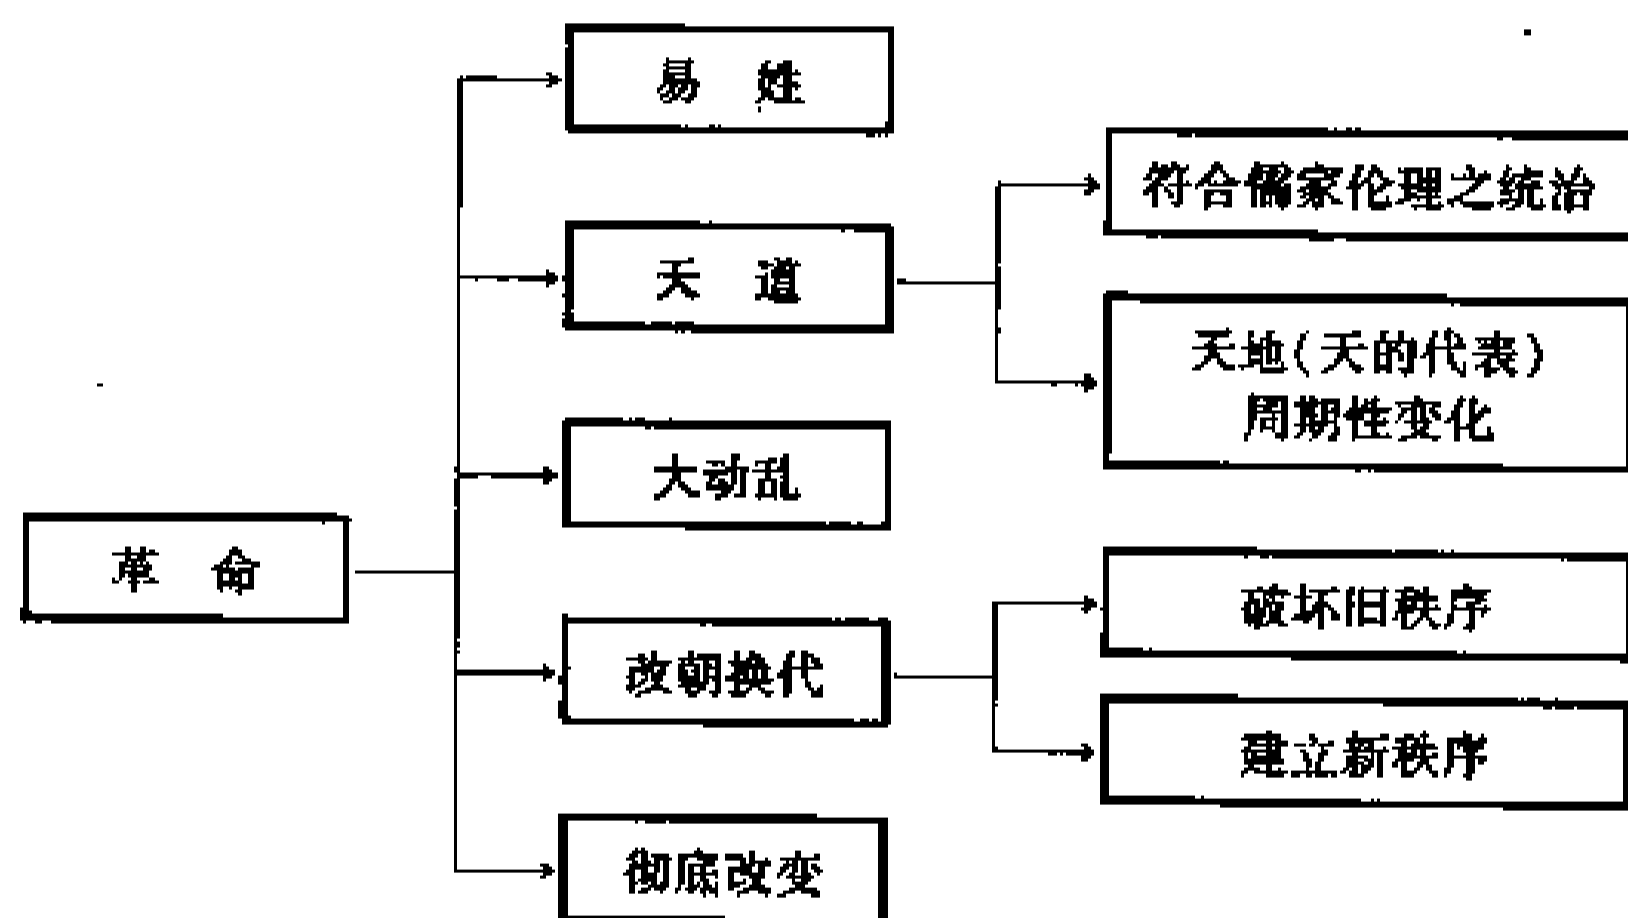 易 姓
符合儒家伦理之统治
天 道
天地(天的代表)
周期性变化
大动乱
革 命
破坏旧秩序
改朝换代
建立新秩序
彻底改变